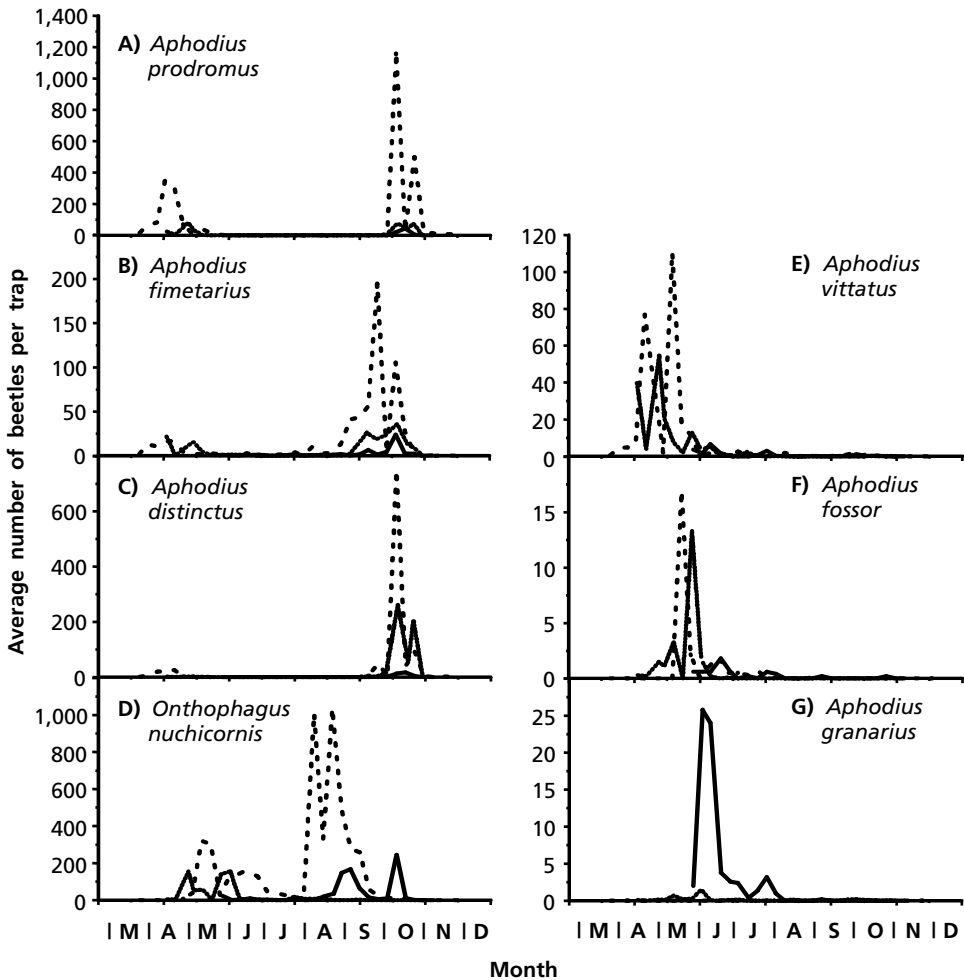 Average number of beetles per trap
A) Aphodius
prodromus
1,400
1,200
1,000
800
600
400
200
0
B) Aphodius
fimetarius
200
150
100
50
0
C) Aphodius
distinctus
600
400
200
0
D) Onthophagus
nuchicornis
1,000
800
600
400
200
0
| M | A | M | J | J | A | S | O | N | D
E) Aphodius
vittatus
120
100
80
60
40
20
0
F) Aphodius
fossor
15
10
5
0
G) Aphodius
granarius
25
20
15
10
5
0
| M | A | M | J | J | A | S | O | N | D
Month